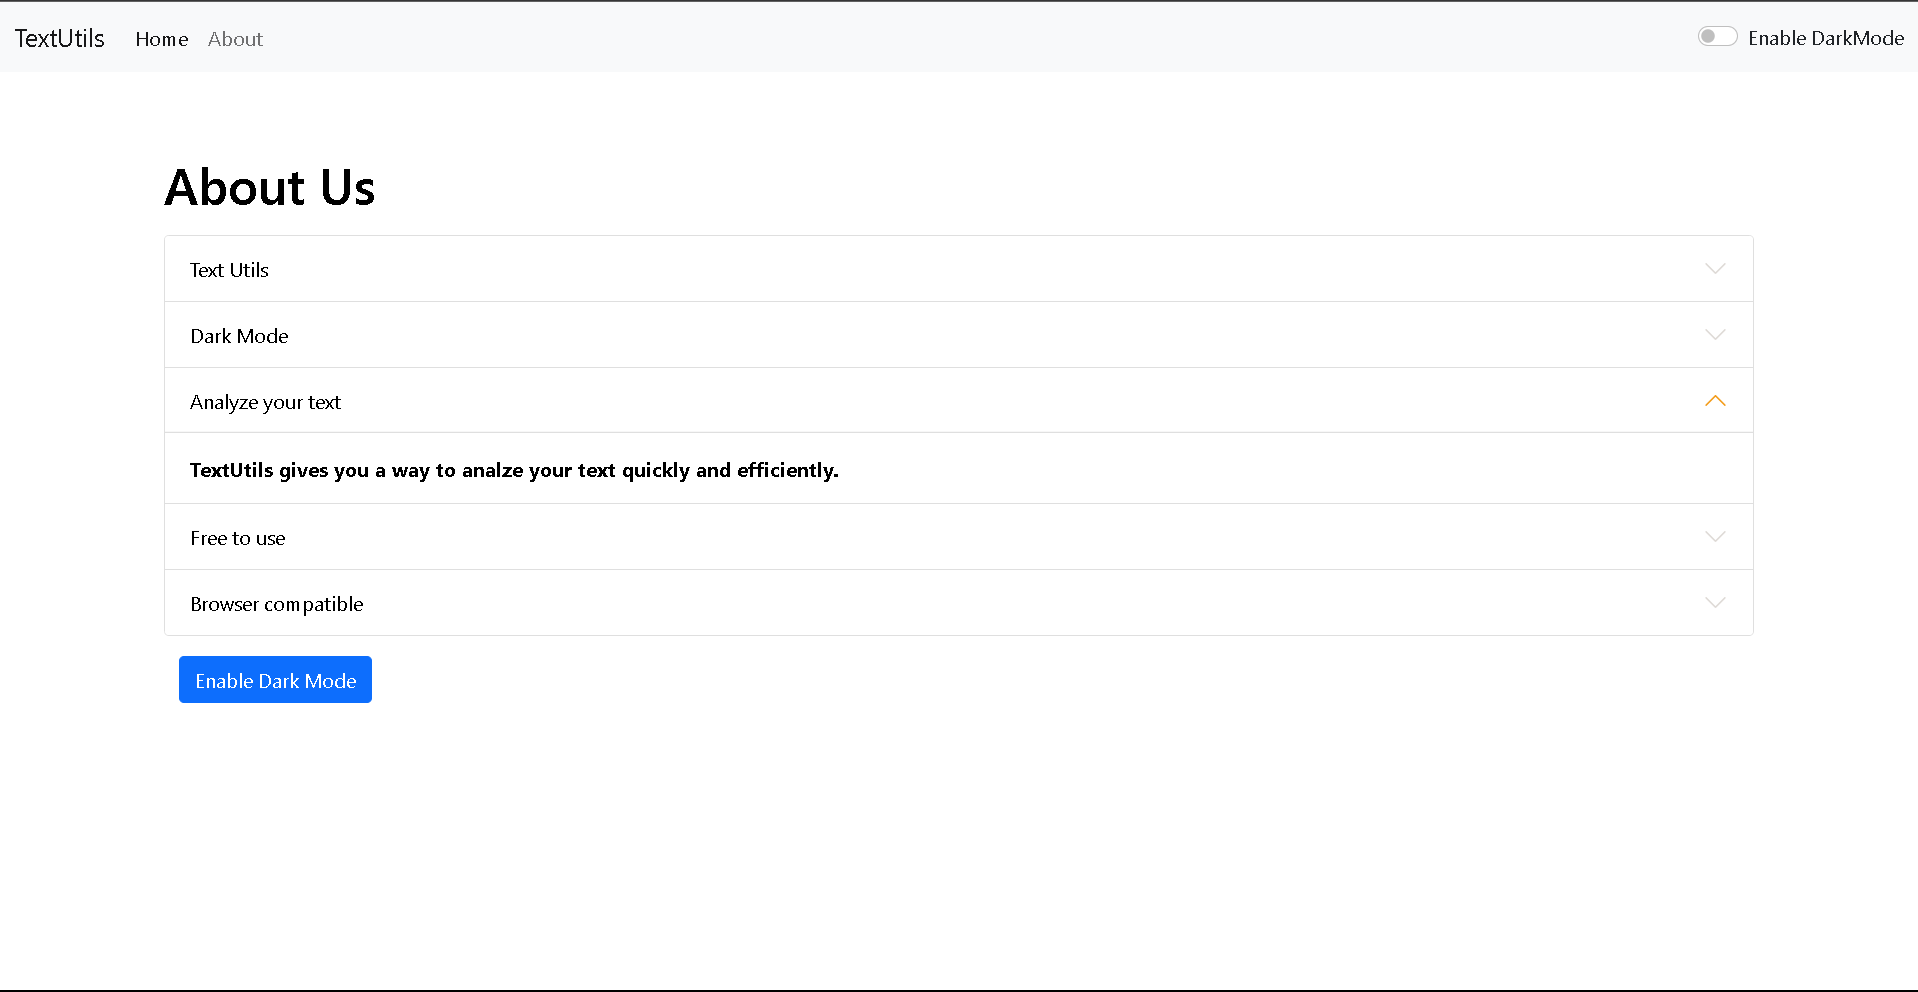 TextUtils Home About Enable DarkMode
About Us
Text Utils
Dark Mode
Analyze your text
TextUtils gives you a way to analze your text quickly and efficiently.
Free to use
Browser compatible
Enable Dark Mode